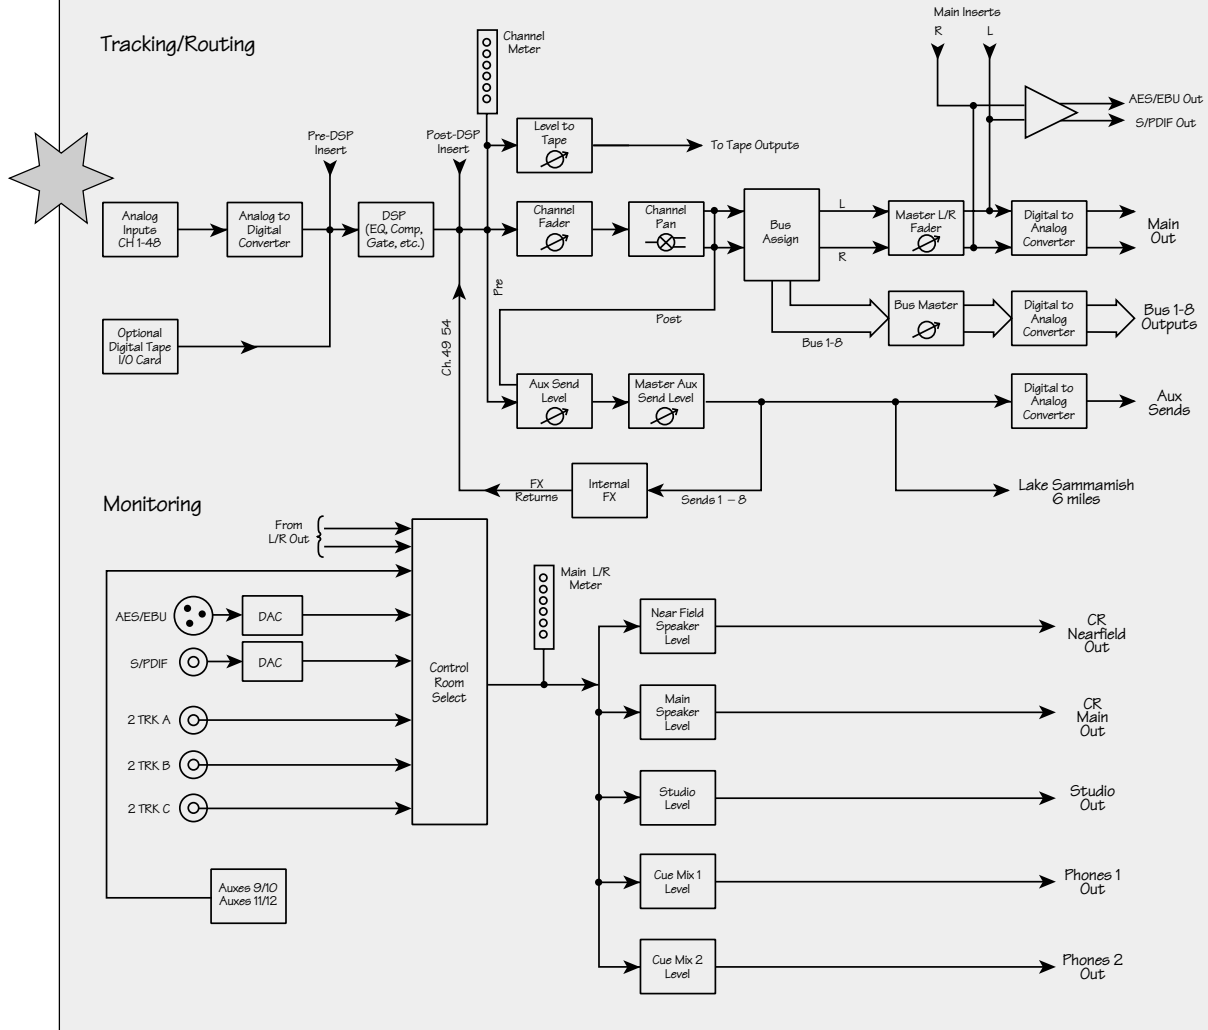 Tracking/Routing
Channel
Meter
Main Inserts
R
L
AES/EBU Out
S/PDIF Out
Pre-DSP
Insert
Post-DSP
Insert
Level to
Tape
To Tape Outputs
Analog
Inputs
CH 1-48
Analog to
Digital
Converter
DSP
(EQ, Comp,
Gate, etc.)
Channel
Fader
Channel
Pan
Bus
Assign
L
R
Master L/R
Fader
Digital to
Analog
Converter
Main
Out
Pre
Post
Optional
Digital Tape
I/O Card
Ch. 49 54
Bus 1-8
Bus Master
Digital to
Analog
Converter
Bus 1-8
Outputs
Aux Send
Level
Master Aux
Send Level
Digital to
Analog
Converter
Aux
Sends
FX
Returns
Internal
FX
Sends 1 – 8
Lake Sammamish
6 miles
Monitoring
From
L/R Out
Main L/R
Meter
AES/EBU
DAC
S/PDIF
DAC
2 TRK A
2 TRK B
2 TRK C
Control
Room
Select
Auxes 9/10
Auxes 11/12
Near Field
Speaker
Level
CR
Nearfield
Out
Main
Speaker
Level
CR
Main
Out
Studio
Level
Studio
Out
Cue Mix 1
Level
Phones 1
Out
Cue Mix 2
Level
Phones 2
Out